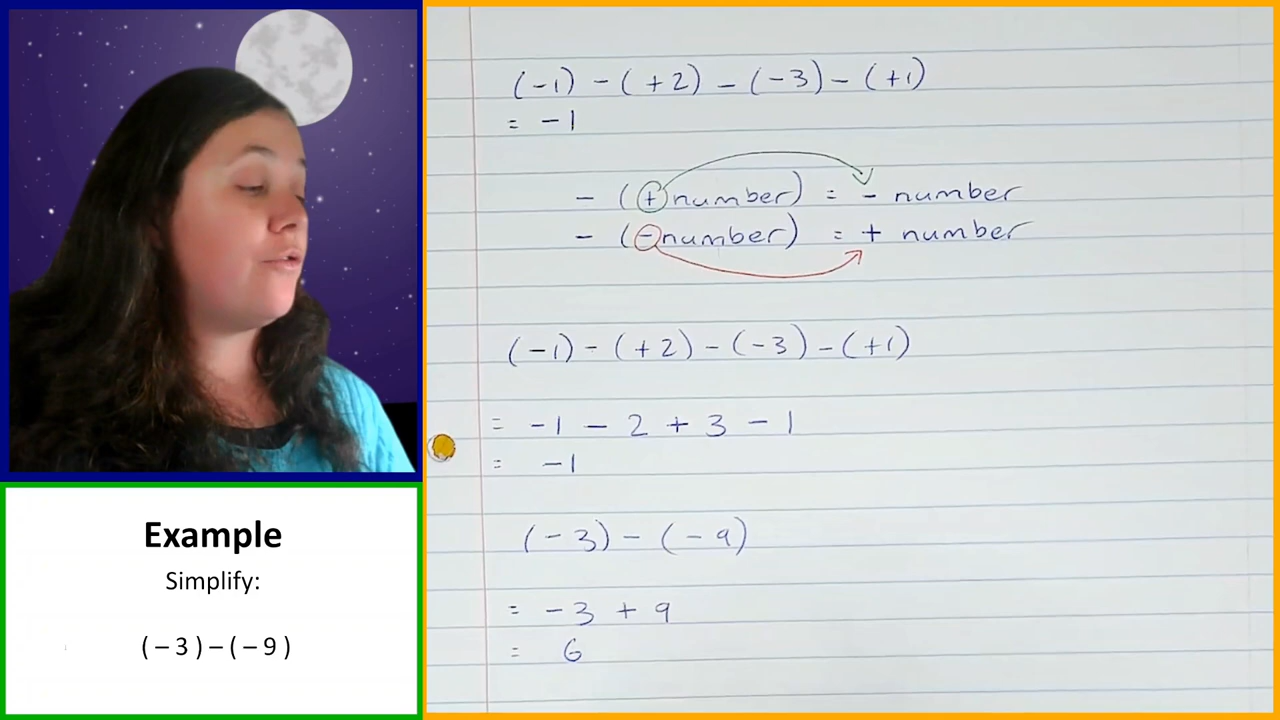 (-1) - (+2) - (-3) - (+1)
= -1
- (+number) = - number
- (-number) = + number
(-1) - (+2) - (-3) - (+1)
= -1 - 2 + 3 - 1
= -1
(-3) - (-9)
= -3 + 9
= 6
Example
Simplify:
( – 3 ) – ( – 9 )